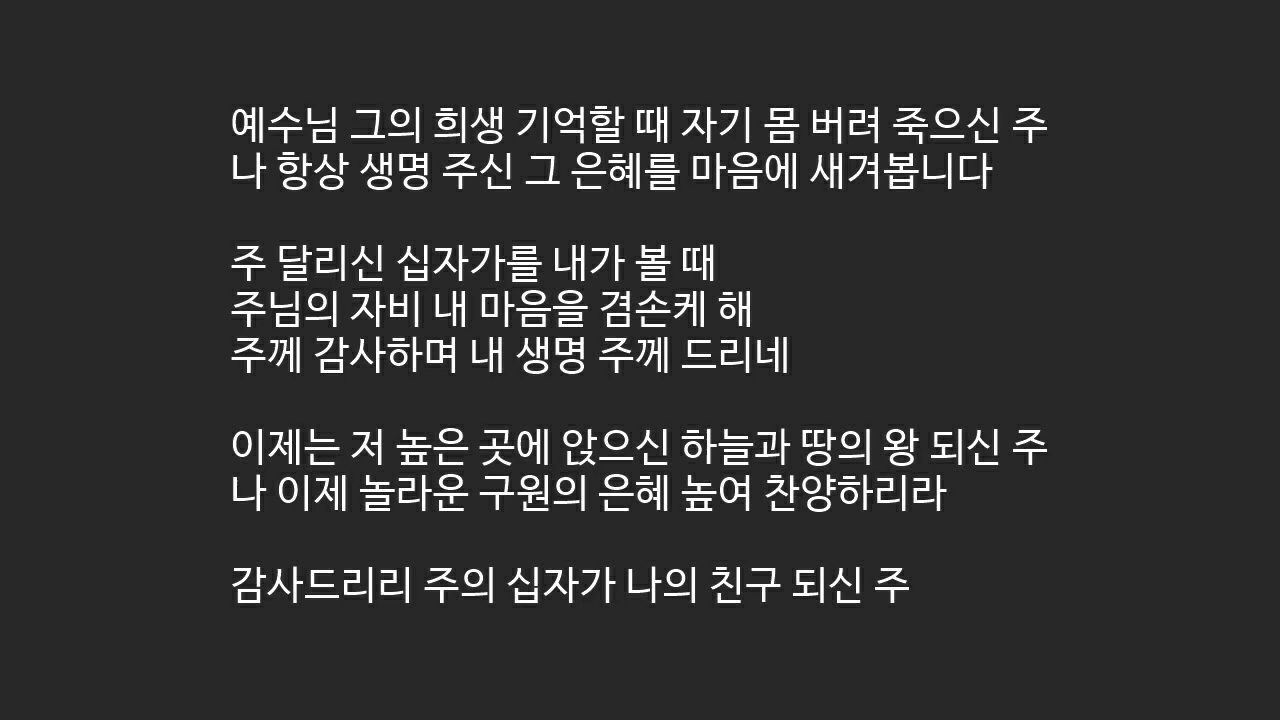 예수님 그의 희생 기억할 때 자기 몸 버려 죽으신 주
나 항상 생명 주신 그 은혜를 마음에 새겨봅니다
주 달리신 십자가를 내가 볼 때
주님의 자비 내 마음을 겸손케 해
주께 감사하며 내 생명 주께 드리네
이제는 저 높은 곳에 앉으신 하늘과 땅의 왕 되신 주
나 이제 놀라운 구원의 은혜 높여 찬양하리라
감사드리리 주의 십자가 나의 친구 되신 주